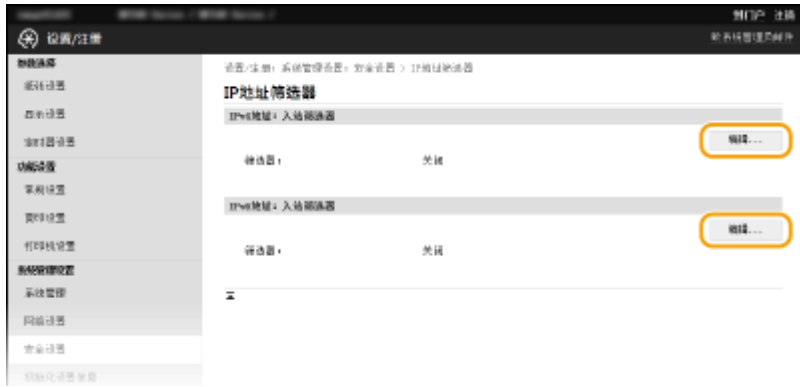 到门户 注销
设置/注册
致系统管理员邮件
纸张设置
显示设置
定时器设置
功能设置
常规设置
复印设置
打印机设置
系统管理设置
系统管理
网络设置
安全设置
初始化设置/
设置/注册: 系统管理设置: 安全设置 > IP地址筛选器
IP地址筛选器
IPv4地址: 入站筛选器
编辑...
筛选器: 关闭
IPv6地址: 入站筛选器
编辑...
筛选器: 关闭